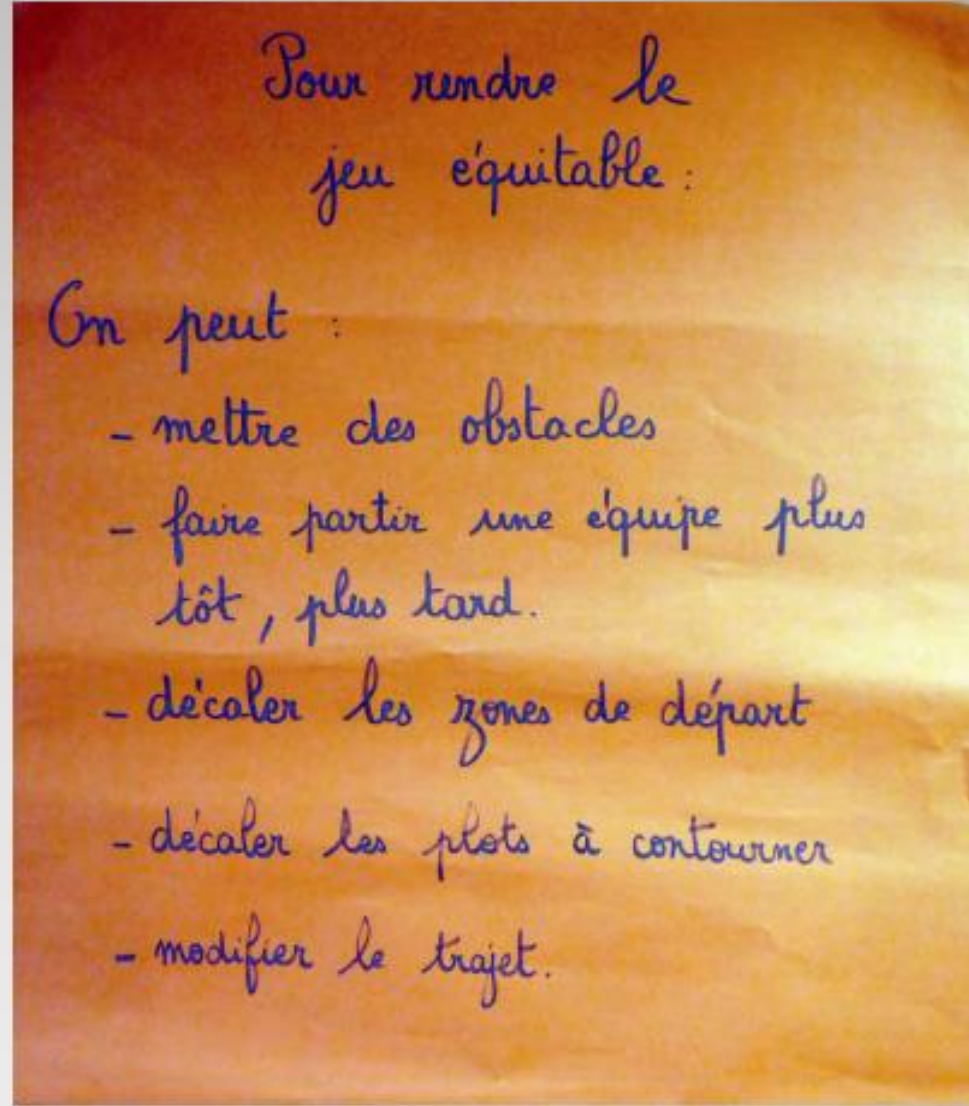 Pour rendre le
jeu équitable :
On peut :
- mettre des obstacles
- faire partir une équipe plus
tôt, plus tard.
- décaler les zones de départ
- décaler les plots à contourner
- modifier le trajet.